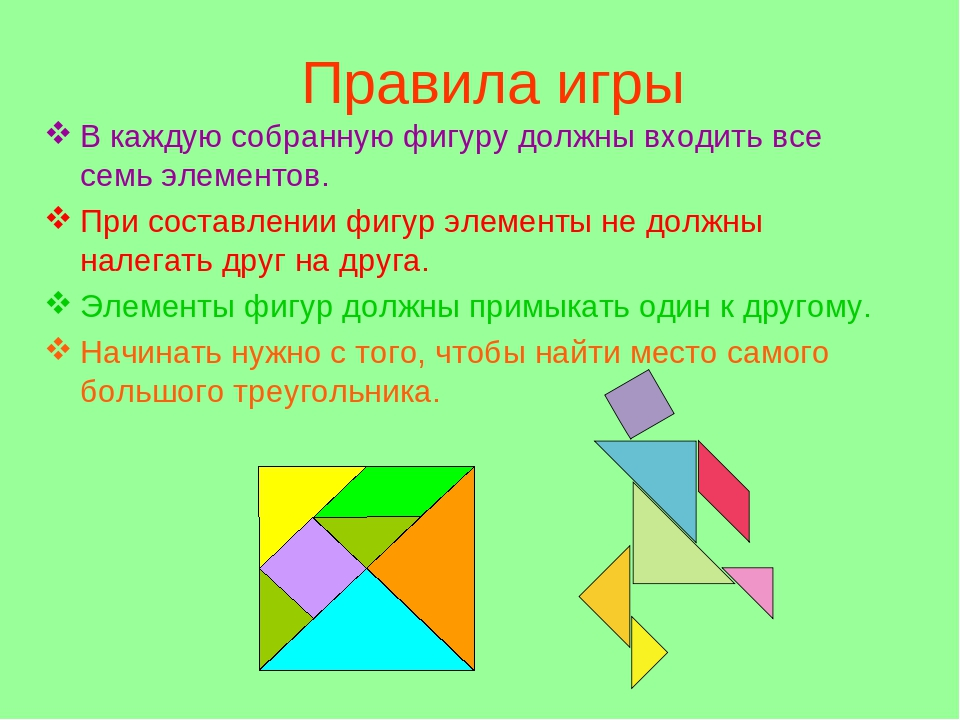 Правила игры
В каждую собранную фигуру должны входить все
семь элементов.
При составлении фигур элементы не должны
налегать друг на друга.
Элементы фигур должны примыкать один к другому.
Начинать нужно с того, чтобы найти место самого
большого треугольника.